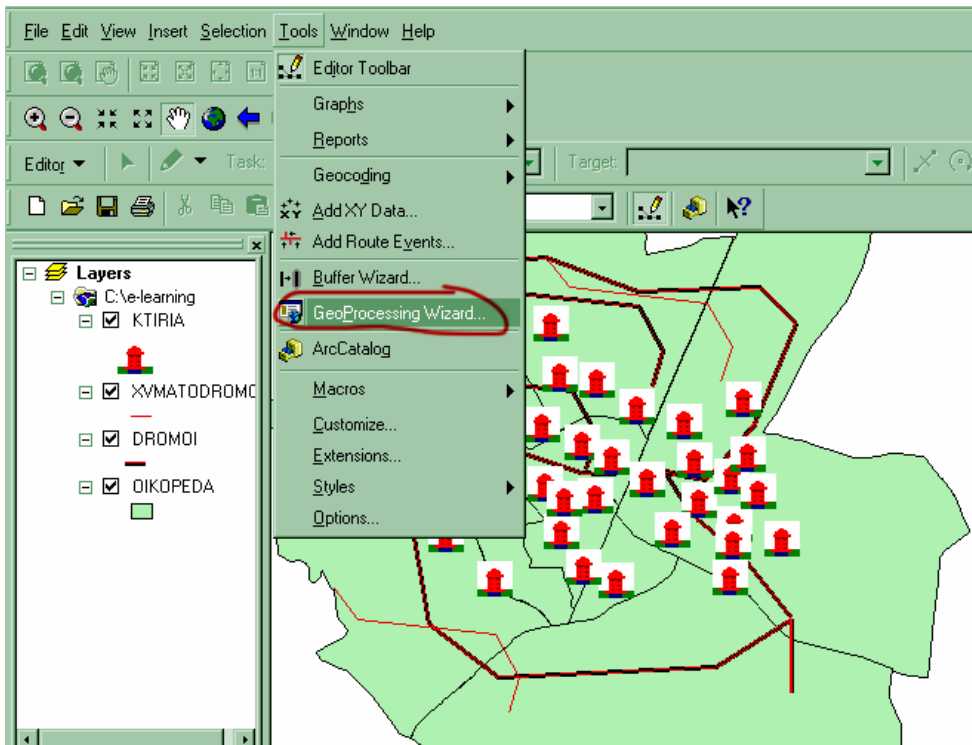 File Edit View Insert Selection Tools Window Help
1:1
Editor Task: Target:
Editor Toolbar
Graphs
Reports
Geocoding
Add XY Data...
Add Route Events...
Buffer Wizard...
GeoProcessing Wizard...
ArcCatalog
Macros
Customize...
Extensions...
Styles
Options...
Layers
C:\e-learning
KTIRIA
XVMATODROMO
DROMOI
OIKOPEDA